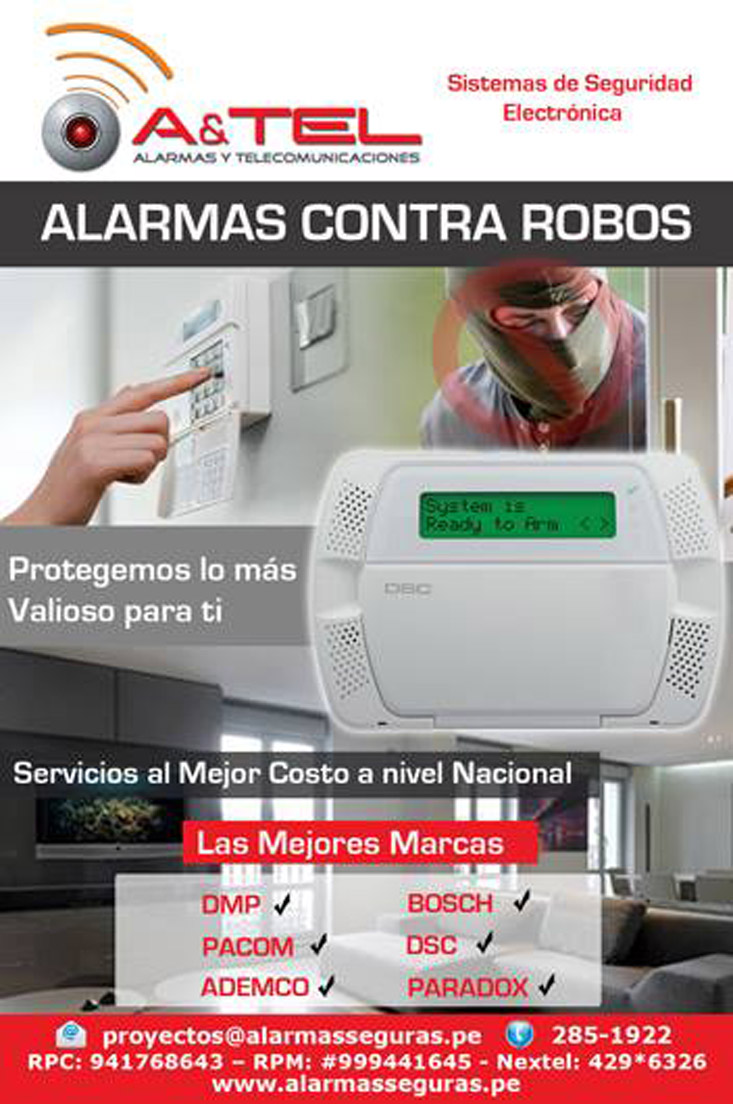 Sistemas de Seguridad
Electrónica
A&TEL
ALARMAS Y TELECOMUNICACIONES
ALARMAS CONTRA ROBOS
System is
Ready to Arm < >
DSC
Protegemos lo más
Valioso para ti
Servicios al Mejor Costo a nivel Nacional
Las Mejores Marcas
DMP ✓ BOSCH ✓
PACOM ✓ DSC ✓
ADEMCO ✓ PARADOX ✓
proyectos@alarmasseguras.pe 285-1922
RPC: 941768643 – RPM: #999441645 - Nextel: 429*6326
www.alarmasseguras.pe